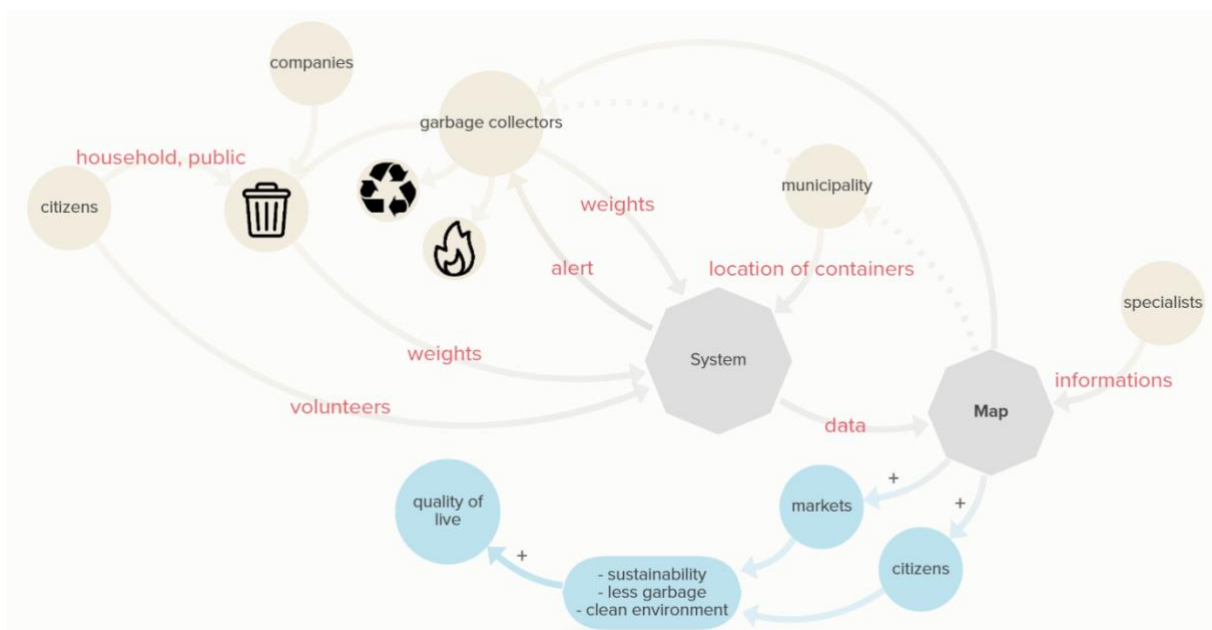 companies
garbage collectors
household, public
citizens
municipality
weights
alert
location of containers
specialists
System
weights
informations
volunteers
Map
data
+
markets
+
quality of
live
+
citizens
- sustainability
- less garbage
- clean environment